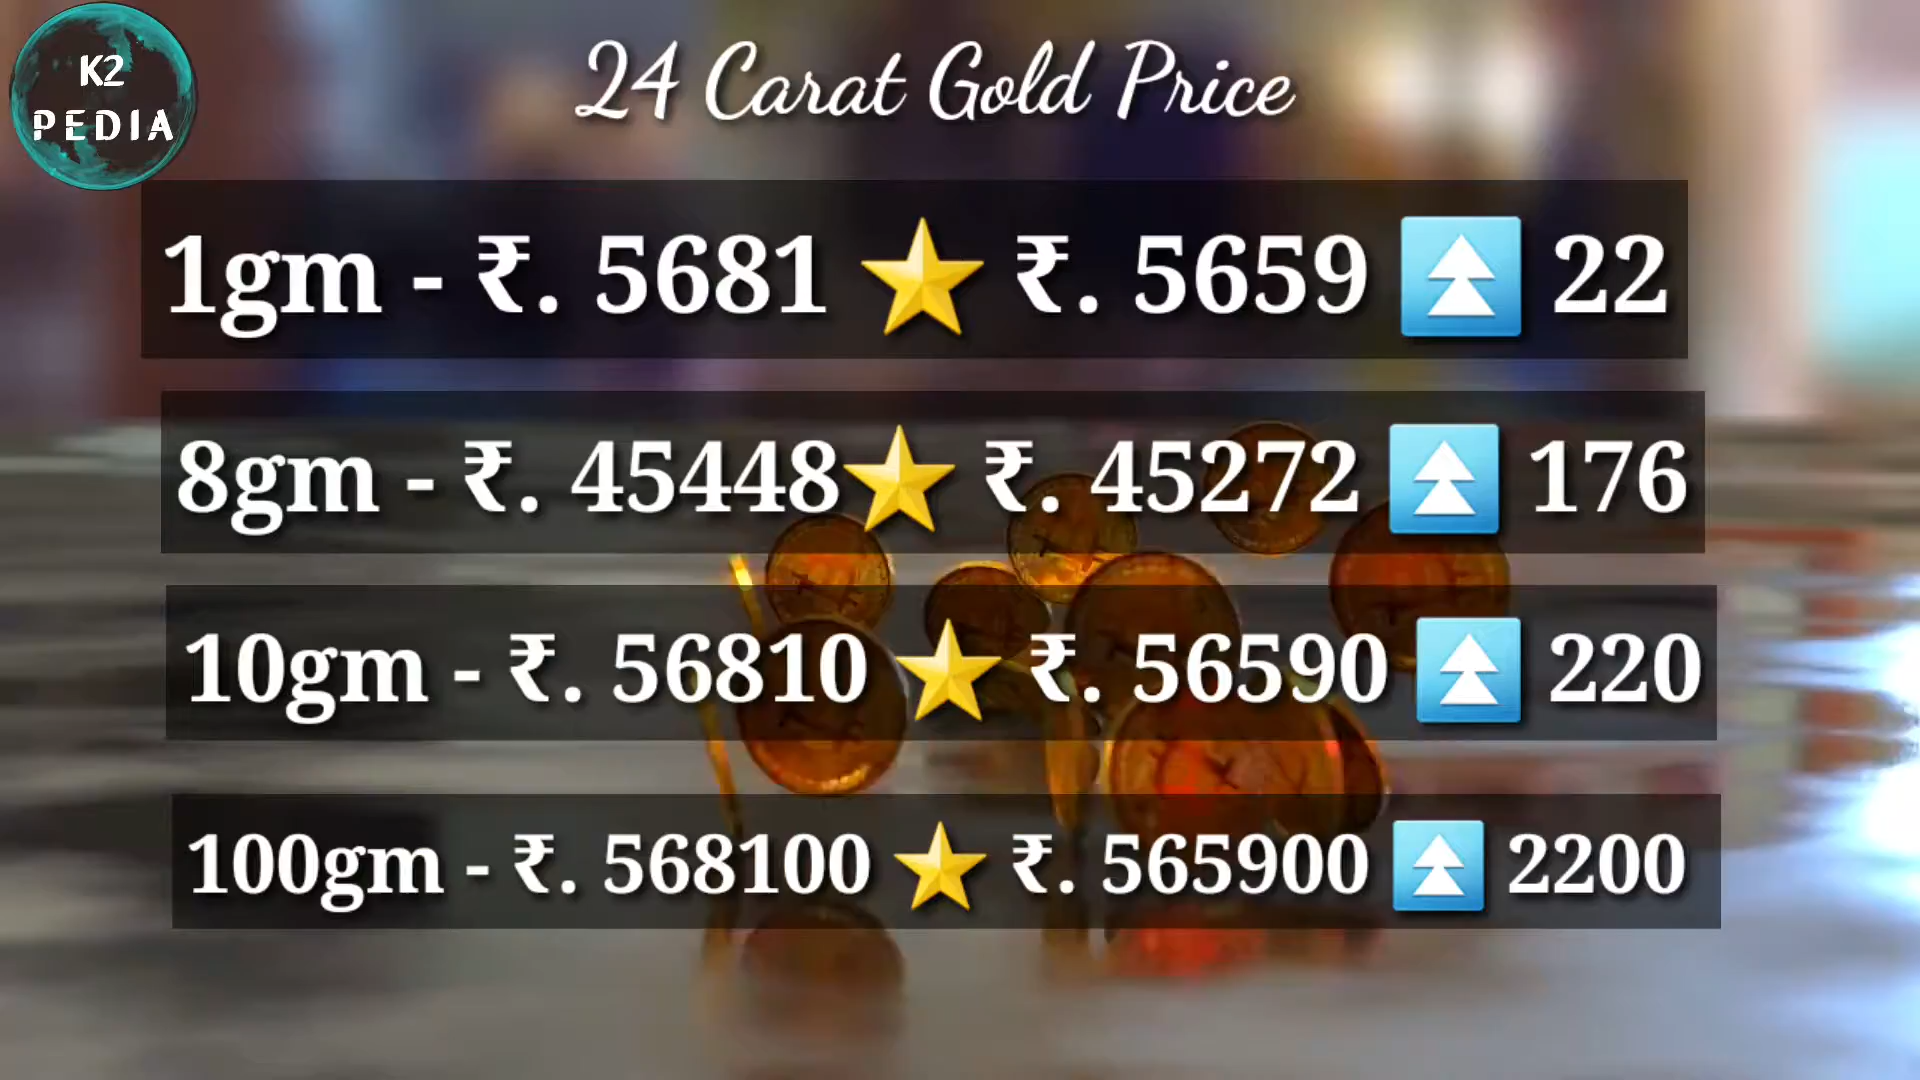 K2
PEDIA
24 Carat Gold Price
1gm - ₹. 5681 ⭐ ₹. 5659 ⏫ 22
8gm - ₹. 45448⭐ ₹. 45272 ⏫ 176
10gm - ₹. 56810 ⭐ ₹. 56590 ⏫ 220
100gm - ₹. 568100 ⭐ ₹. 565900 ⏫ 2200